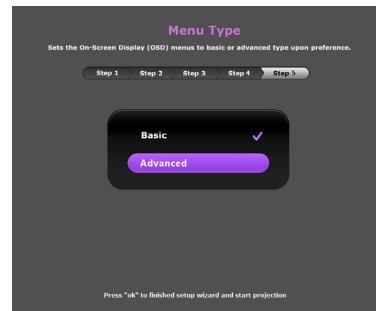 Menu Type
Sets the On-Screen Display (OSD) menus to basic or advanced type upon preference.
Step 1 Step 2 Step 3 Step 4 Step 5
Basic
Advanced
Press "ok" to finished setup wizard and start projection